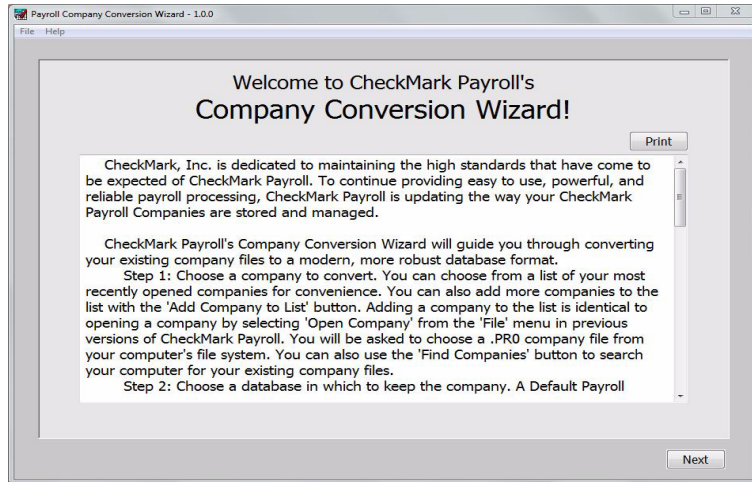 Payroll Company Conversion Wizard - 1.0.0
File Help
Welcome to CheckMark Payroll's
Company Conversion Wizard!
Print
CheckMark, Inc. is dedicated to maintaining the high standards that have come to
be expected of CheckMark Payroll. To continue providing easy to use, powerful, and
reliable payroll processing, CheckMark Payroll is updating the way your CheckMark
Payroll Companies are stored and managed.
CheckMark Payroll's Company Conversion Wizard will guide you through converting
your existing company files to a modern, more robust database format.
Step 1: Choose a company to convert. You can choose from a list of your most
recently opened companies for convenience. You can also add more companies to the
list with the 'Add Company to List' button. Adding a company to the list is identical to
opening a company by selecting 'Open Company' from the 'File' menu in previous
versions of CheckMark Payroll. You will be asked to choose a .PR0 company file from
your computer's file system. You can also use the 'Find Companies' button to search
your computer for your existing company files.
Step 2: Choose a database in which to keep the company. A Default Payroll
Next